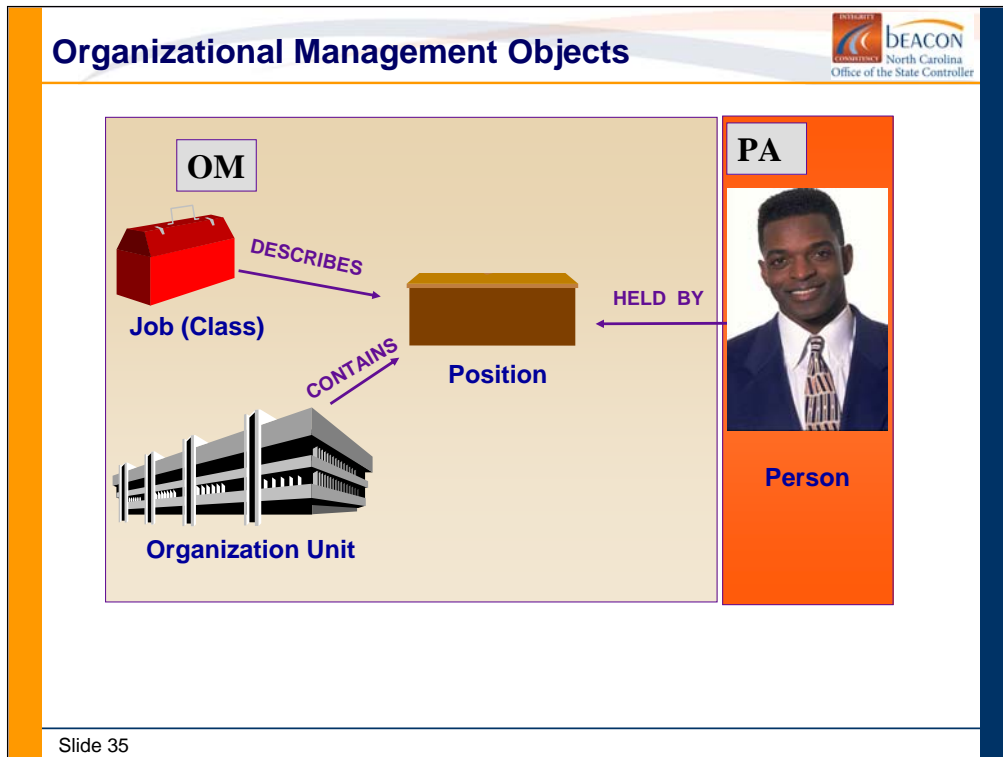 Organizational Management Objects
INTEGRITY
CONSISTENCY
bEACON
North Carolina
Office of the State Controller
OM
PA
DESCRIBES
Job (Class)
HELD BY
CONTAINS
Position
Person
Organization Unit
Slide 35